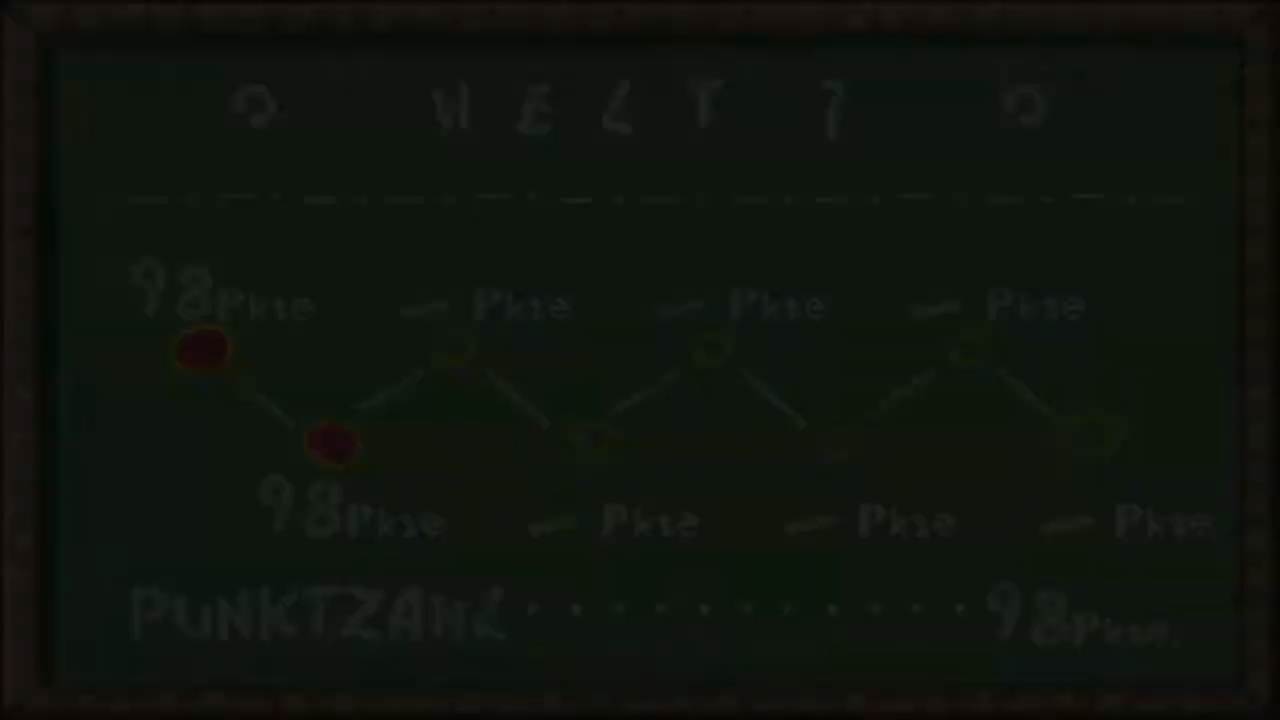 WELT 1
98Pkte — Pkte — Pkte — Pkte
98Pkte — Pkte — Pkte — Pkte
PUNKTZAHL · · · · · · · · · · · 98Pkte.